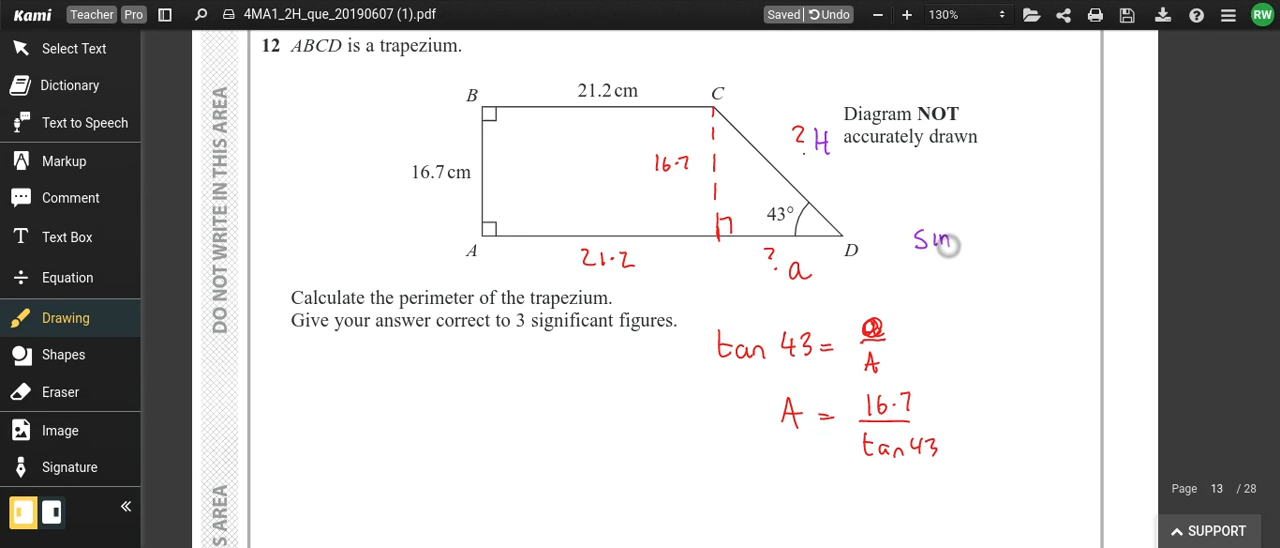 Kami Teacher Pro 4MA1_2H_que_20190607 (1).pdf Saved Undo 130% RW
Select Text
Dictionary
Text to Speech
Markup
Comment
Text Box
Equation
Drawing
Shapes
Eraser
Image
Signature
DO NOT WRITE IN THIS AREA
S AREA
12 ABCD is a trapezium.
B 21.2 cm C
Diagram NOT
accurately drawn
? H
16.7 cm 16.7
43°
A 21.2 ? a D
Sin
Calculate the perimeter of the trapezium.
Give your answer correct to 3 significant figures.
tan 43 =
A
A = 16.7
tan 43
Page 13 / 28
SUPPORT